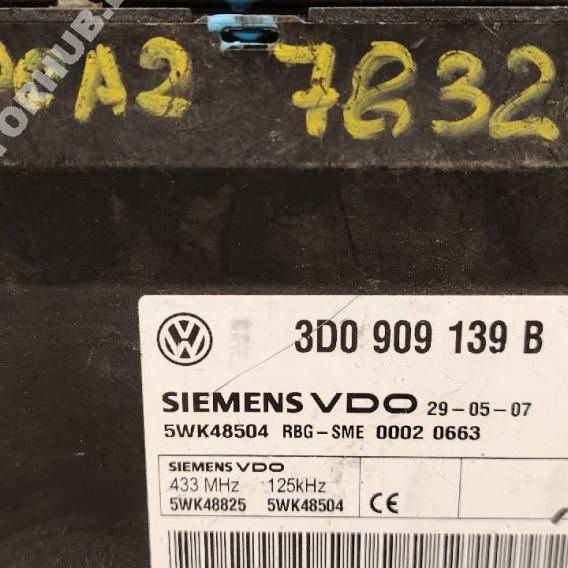 A2 7832
3D0 909 139 B
SIEMENS VDO 29-05-07
5WK48504 RBG-SME 0002 0663
SIEMENS VDO
433 MHz 125kHz
5WK48825 5WK48504 CE